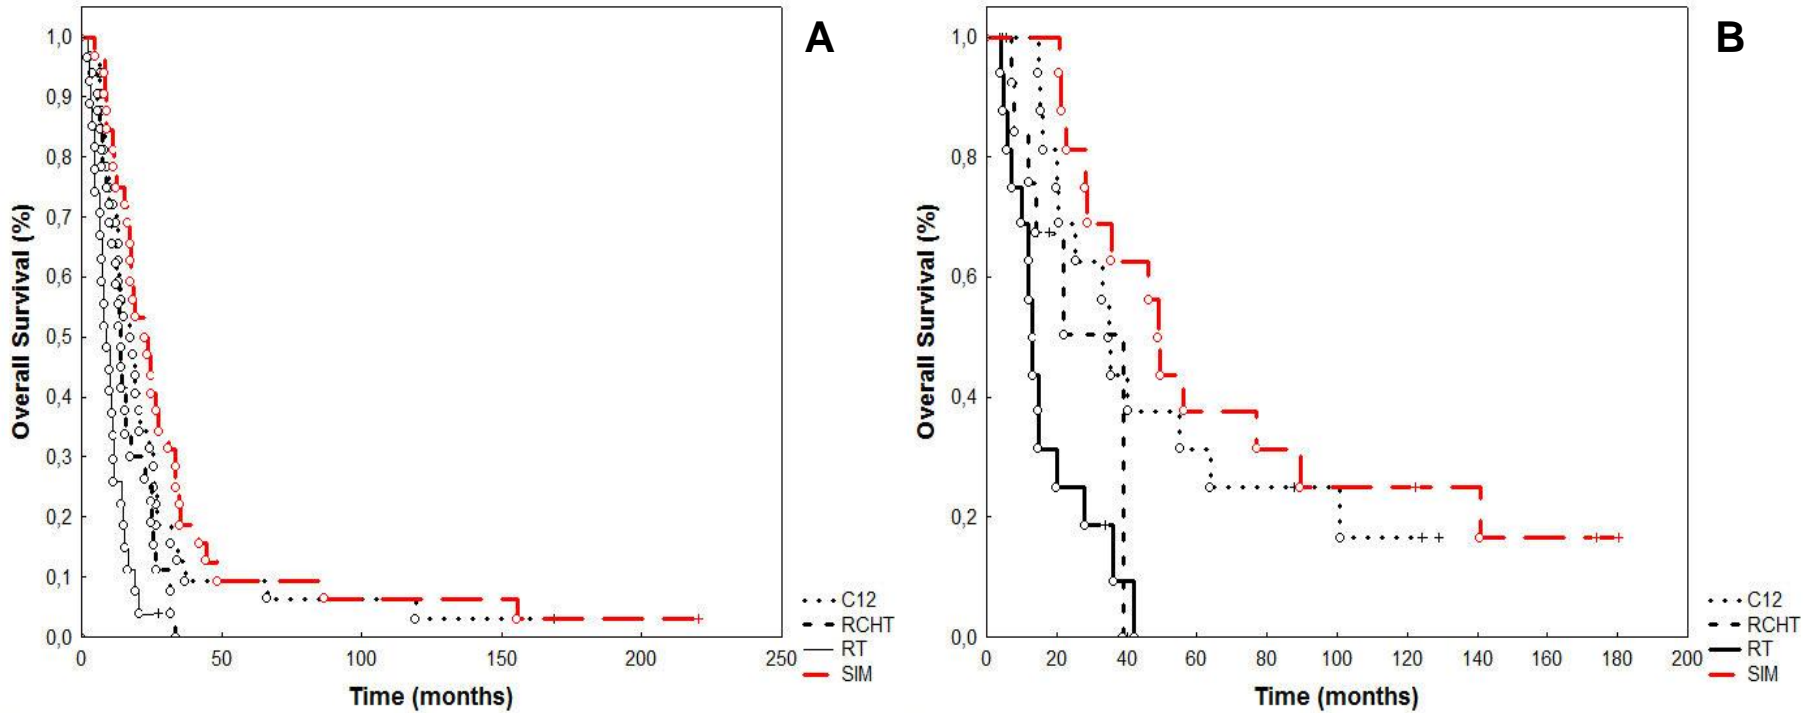 A
Overall Survival (%)
1,0
0,9
0,8
0,7
0,6
0,5
0,4
0,3
0,2
0,1
0,0
0 50 100 150 200 250
Time (months)
C12
RCHT
RT
SIM
B
Overall Survival (%)
1,0
0,8
0,6
0,4
0,2
0,0
0 20 40 60 80 100 120 140 160 180 200
Time (months)
C12
RCHT
RT
SIM